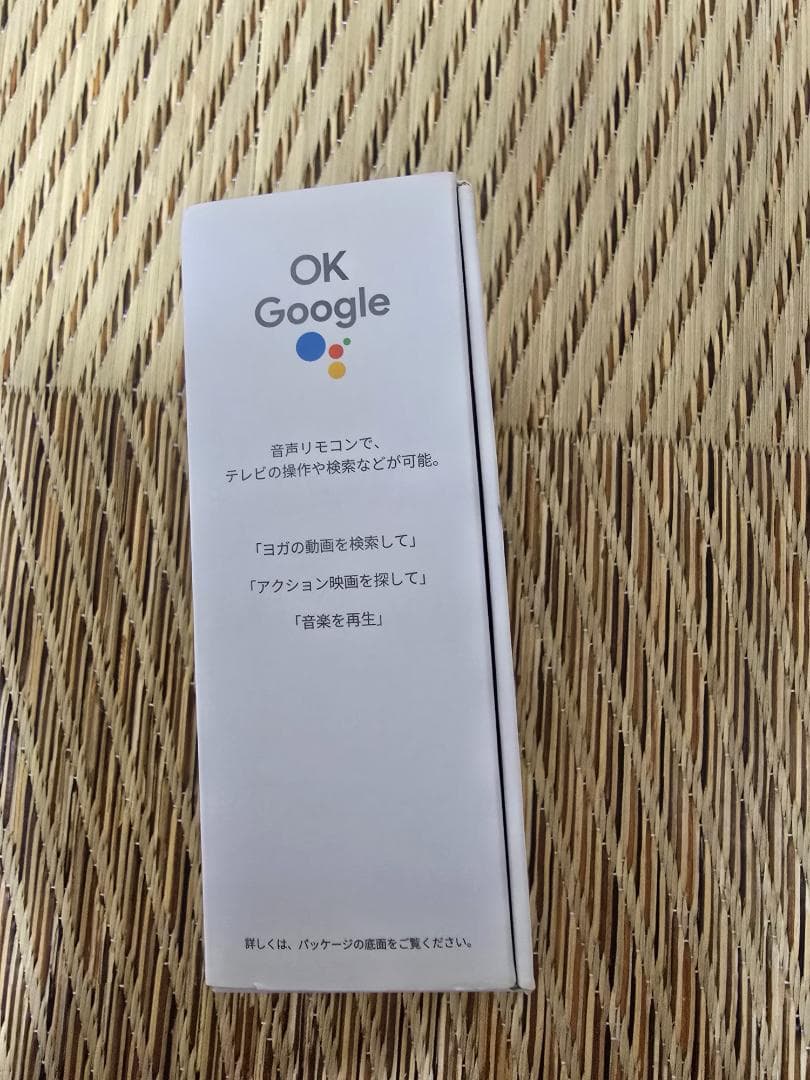 OK
Google
音声リモコンで、
テレビの操作や検索などが可能。
「ヨガの動画を検索して」
「アクション映画を探して」
「音楽を再生」
詳しくは、パッケージの底面をご覧ください。